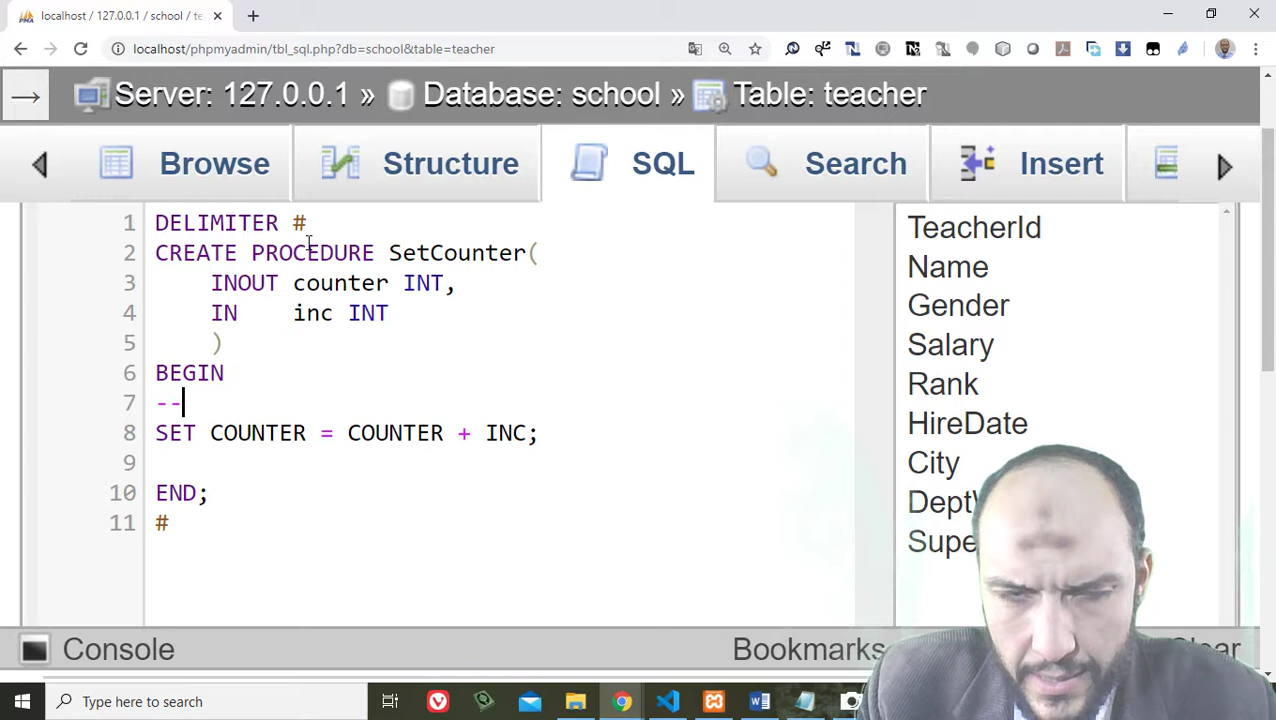 localhost / 127.0.0.1 / school / te
localhost/phpmyadmin/tbl_sql.php?db=school&table=teacher
Server: 127.0.0.1 » Database: school » Table: teacher
Browse Structure SQL Search Insert
1 DELIMITER #
2 CREATE PROCEDURE SetCounter(
3 INOUT counter INT,
4 IN inc INT
5 )
6 BEGIN
7 --
8 SET COUNTER = COUNTER + INC;
9
10 END;
11 #
TeacherId
Name
Gender
Salary
Rank
HireDate
City
Console Bookmarks
Type here to search